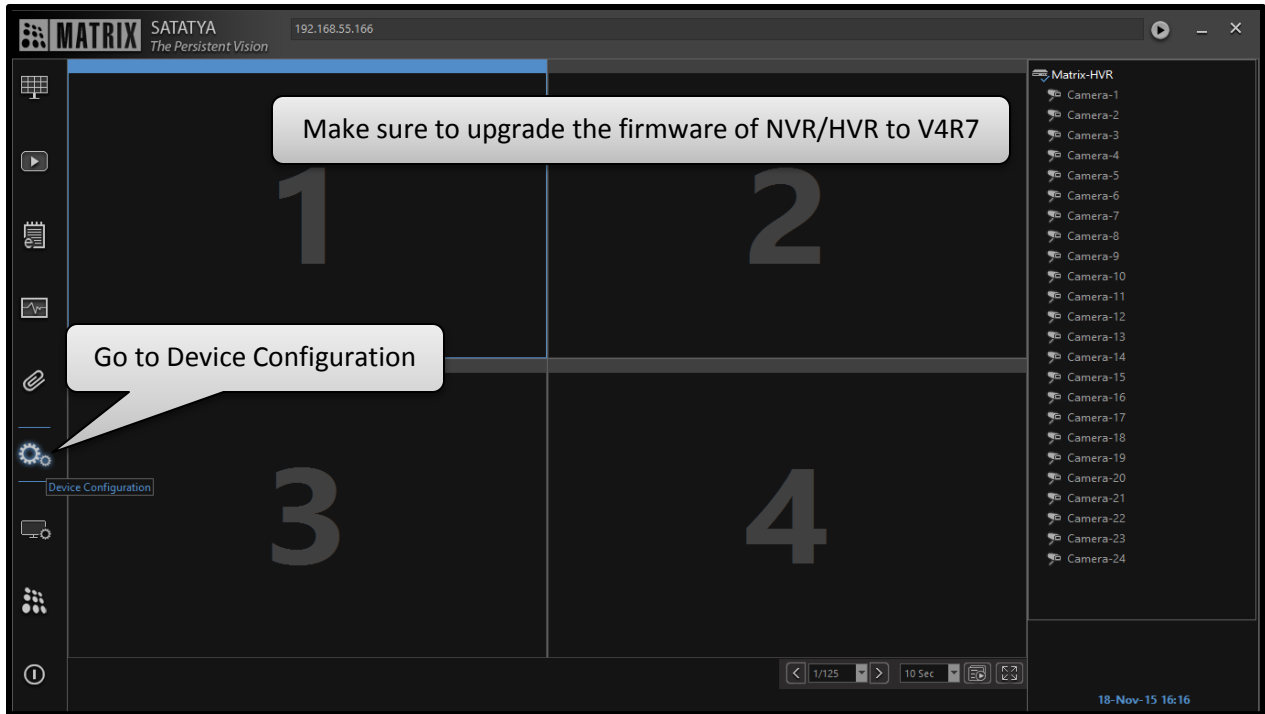 MATRIX SATATYA
The Persistent Vision
192.168.55.166
Make sure to upgrade the firmware of NVR/HVR to V4R7
1
2
Go to Device Configuration
Device Configuration
3
4
1/125
10 Sec
Matrix-HVR
Camera-1
Camera-2
Camera-3
Camera-4
Camera-5
Camera-6
Camera-7
Camera-8
Camera-9
Camera-10
Camera-11
Camera-12
Camera-13
Camera-14
Camera-15
Camera-16
Camera-17
Camera-18
Camera-19
Camera-20
Camera-21
Camera-22
Camera-23
Camera-24
18-Nov-15 16:16